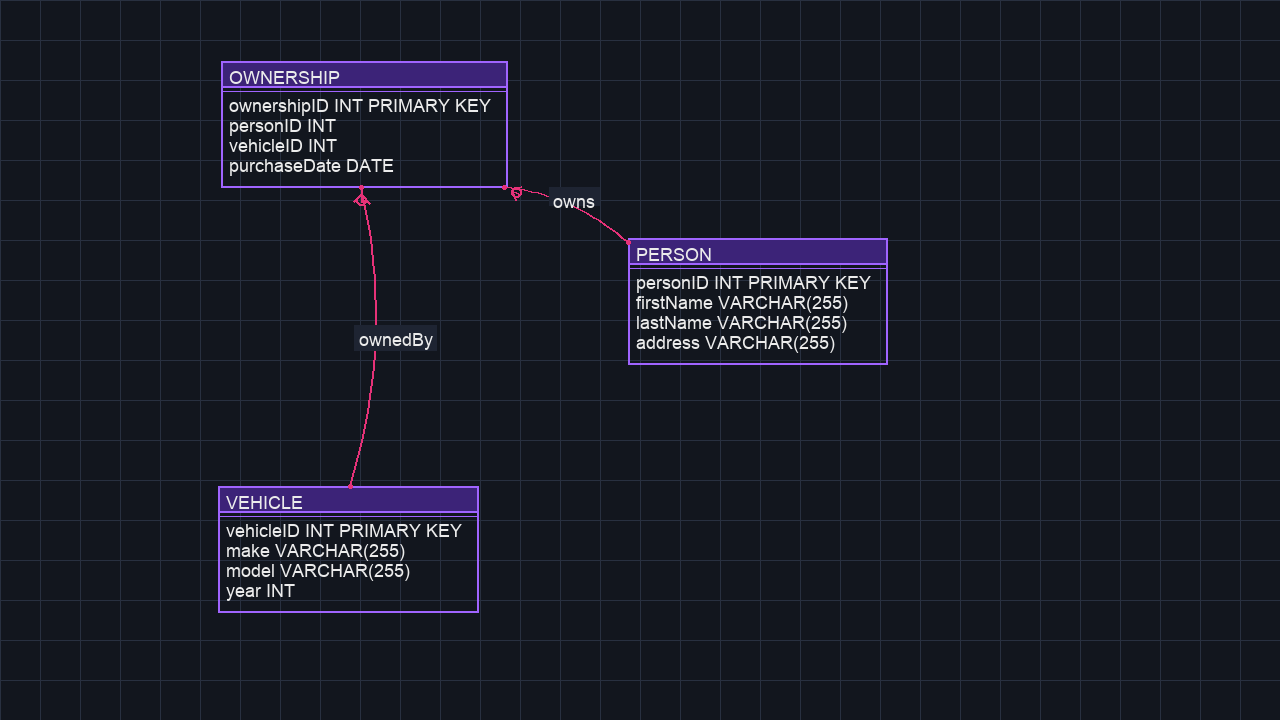 OWNERSHIP
ownershipID INT PRIMARY KEY
personID INT
vehicleID INT
purchaseDate DATE
owns
PERSON
personID INT PRIMARY KEY
firstName VARCHAR(255)
lastName VARCHAR(255)
address VARCHAR(255)
ownedBy
VEHICLE
vehicleID INT PRIMARY KEY
make VARCHAR(255)
model VARCHAR(255)
year INT